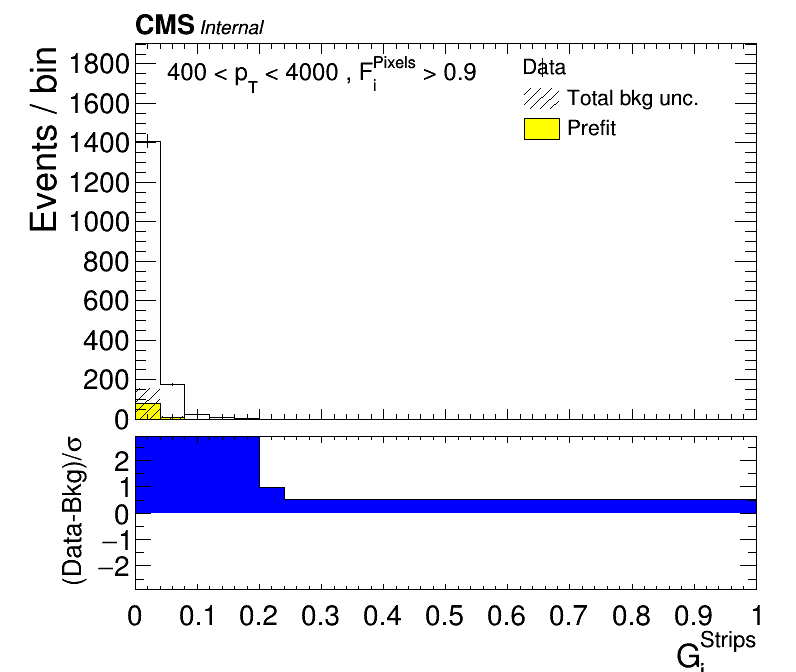 CMS Internal
400 < p_T < 4000 , F_i^Pixels > 0.9
Data
Total bkg unc.
Prefit
Events / bin
1800
1600
1400
1200
1000
800
600
400
200
0
(Data-Bkg)/σ
2
1
0
−1
−2
0 0.1 0.2 0.3 0.4 0.5 0.6 0.7 0.8 0.9 1
G_i^Strips